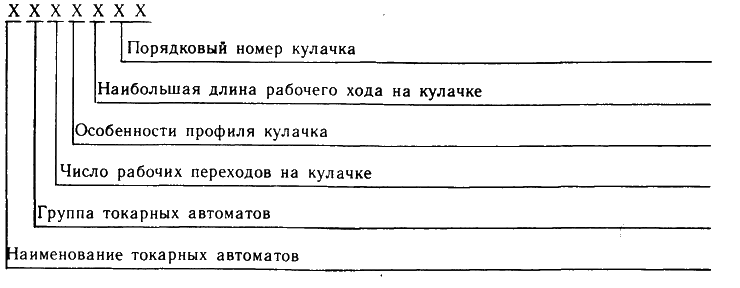 X X X X X X X
Порядковый номер кулачка
Наибольшая длина рабочего хода на кулачке
Особенности профиля кулачка
Число рабочих переходов на кулачке
Группа токарных автоматов
Наименование токарных автоматов